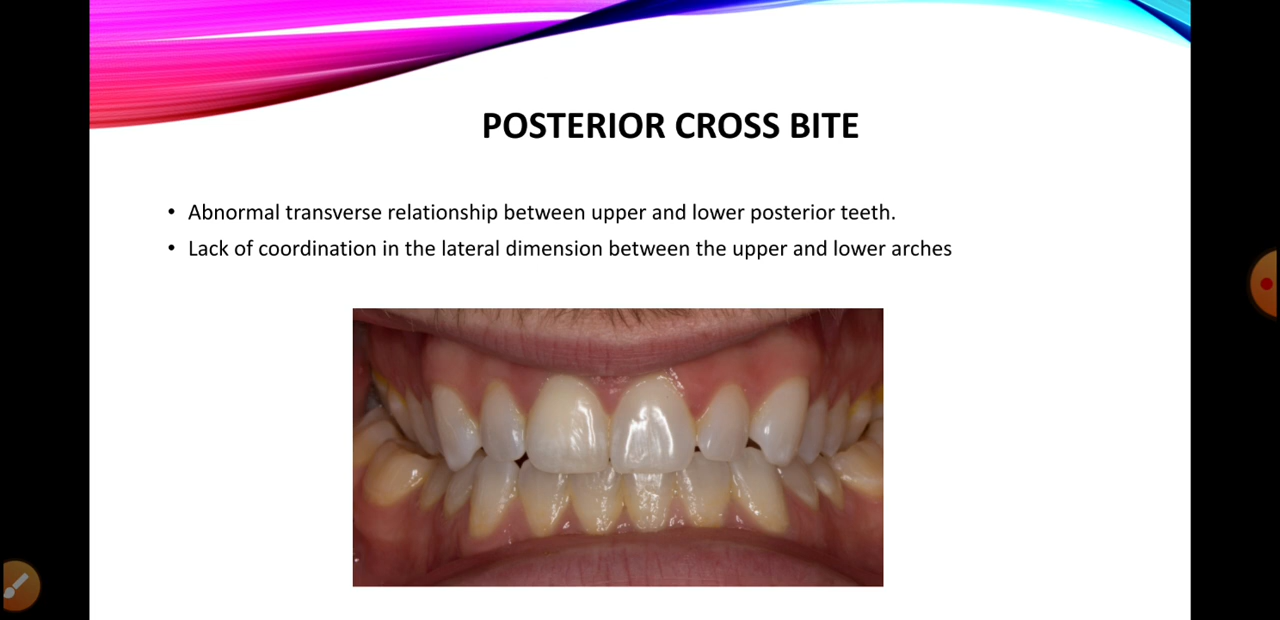 POSTERIOR CROSS BITE
• Abnormal transverse relationship between upper and lower posterior teeth.
• Lack of coordination in the lateral dimension between the upper and lower arches